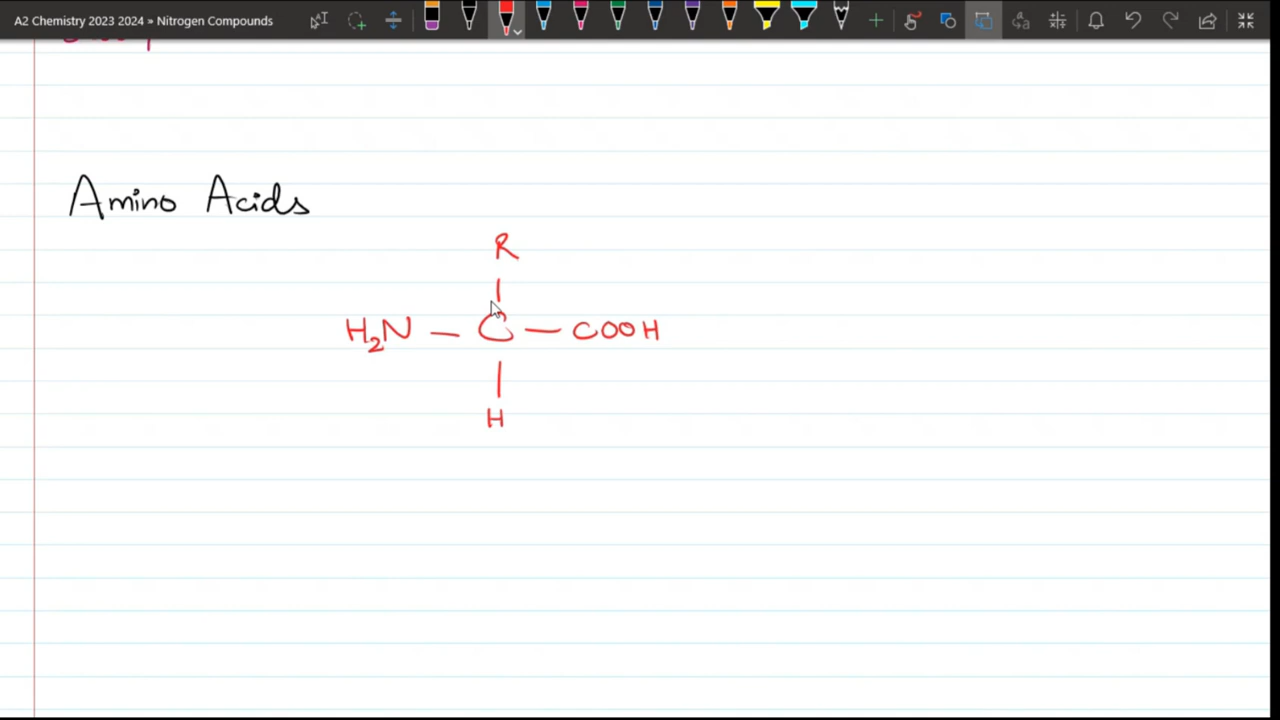 A2 Chemistry 2023 2024 » Nitrogen Compounds
Amino Acids
R
H₂N — C — COOH
H